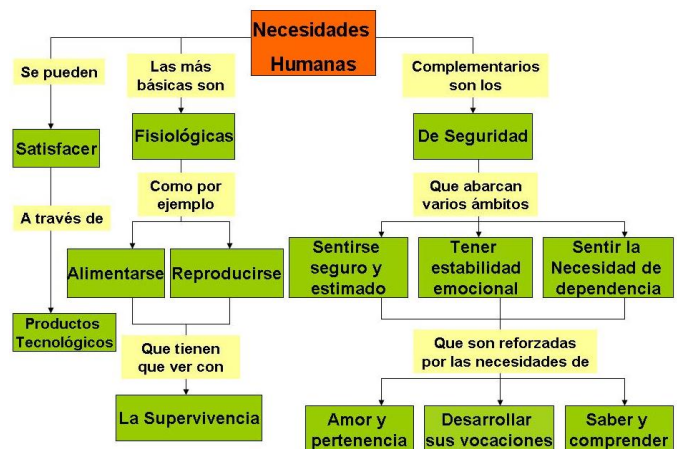 Necesidades
Humanas
Se pueden
Las más
básicas son
Complementarios
son los
Satisfacer
Fisiológicas
De Seguridad
A través de
Como por
ejemplo
Que abarcan
varios ámbitos
Alimentarse
Reproducirse
Sentirse
seguro y
estimado
Tener
estabilidad
emocional
Sentir la
Necesidad de
dependencia
Productos
Tecnológicos
Que tienen
que ver con
Que son reforzadas
por las necesidades de
La Supervivencia
Amor y
pertenencia
Desarrollar
sus vocaciones
Saber y
comprender